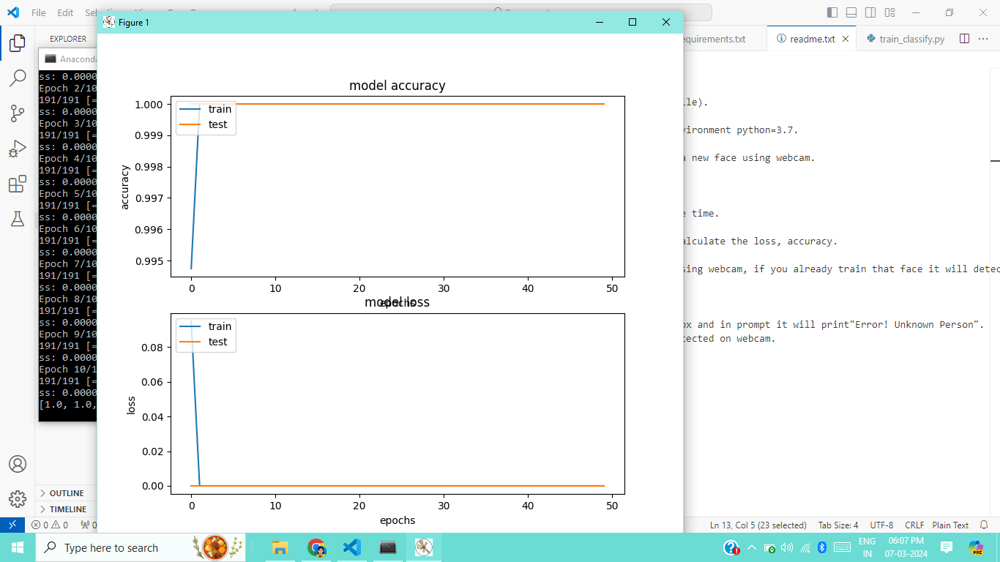 File Edit
Figure 1
EXPLORER
equirements.txt
readme.txt
train_classify.py
Anaconda
ss: 0.0000
Epoch 2/10
191/191 [=
ss: 0.0000
Epoch 3/10
191/191 [=
ss: 0.0000
Epoch 4/10
191/191 [=
ss: 0.0000
Epoch 5/10
191/191 [=
ss: 0.0000
Epoch 6/10
191/191 [=
ss: 0.0000
Epoch 7/10
191/191 [=
ss: 0.0000
Epoch 8/10
191/191 [=
ss: 0.0000
Epoch 9/10
191/191 [=
ss: 0.0000
Epoch 10/1
191/191 [=
ss: 0.0000
[1.0, 1.0,
model accuracy
train
test
accuracy
1.000
0.999
0.998
0.997
0.996
0.995
0 10 20 30 40 50
epochs
model loss
train
test
loss
0.08
0.06
0.04
0.02
0.00
0 10 20 30 40 50
epochs
le).
vironment python=3.7.
a new face using webcam.
e time.
alculate the loss, accuracy.
sing webcam, if you already train that face it will detec
ox and in prompt it will print"Error! Unknown Person".
tected on webcam.
OUTLINE
TIMELINE
0 0 0
Ln 13, Col 5 (23 selected) Tab Size: 4 UTF-8 CRLF Plain Text
Type here to search
ENG
IN
06:07 PM
07-03-2024
PRE